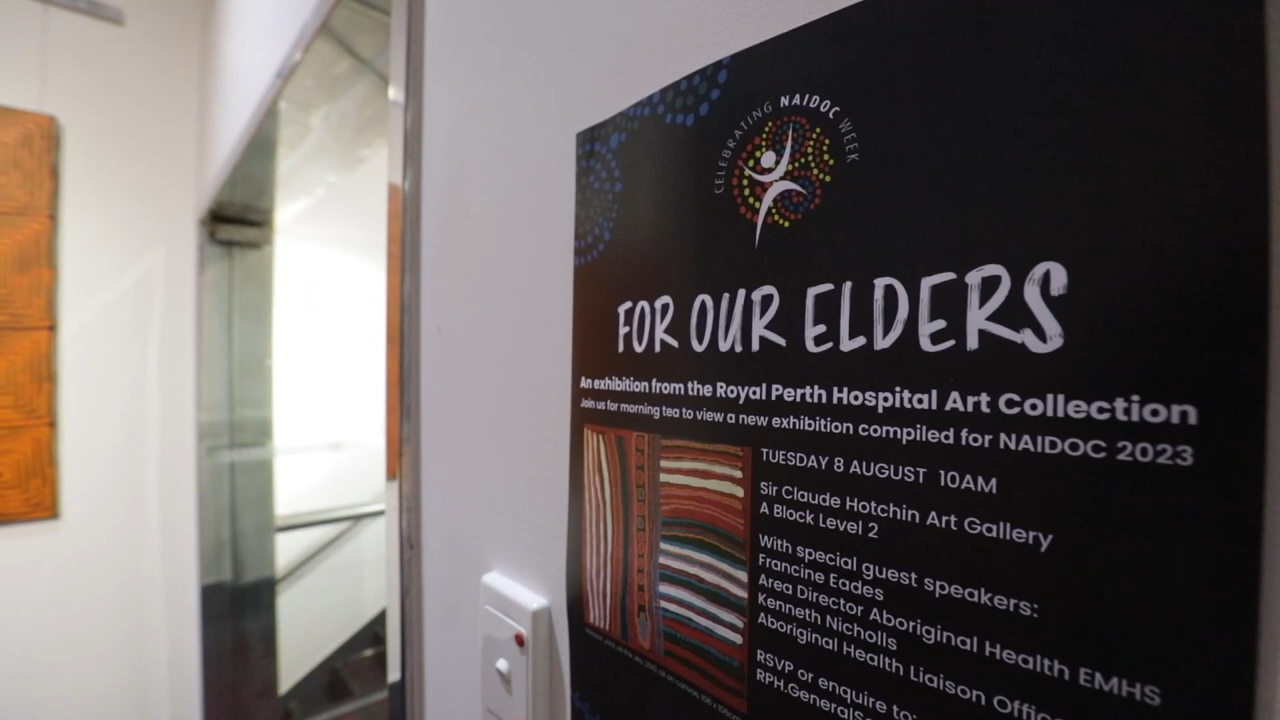 CELEBRATING NAIDOC WEEK
FOR OUR ELDERS
An exhibition from the Royal Perth Hospital Art Collection
Join us for morning tea to view a new exhibition compiled for NAIDOC 2023
TUESDAY 8 AUGUST 10AM
Sir Claude Hotchin Art Gallery
A Block Level 2
With special guest speakers:
Francine Eades
Area Director Aboriginal Health EMHS
Kenneth Nicholls
Aboriginal Health Liaison
RSVP or enquire to: